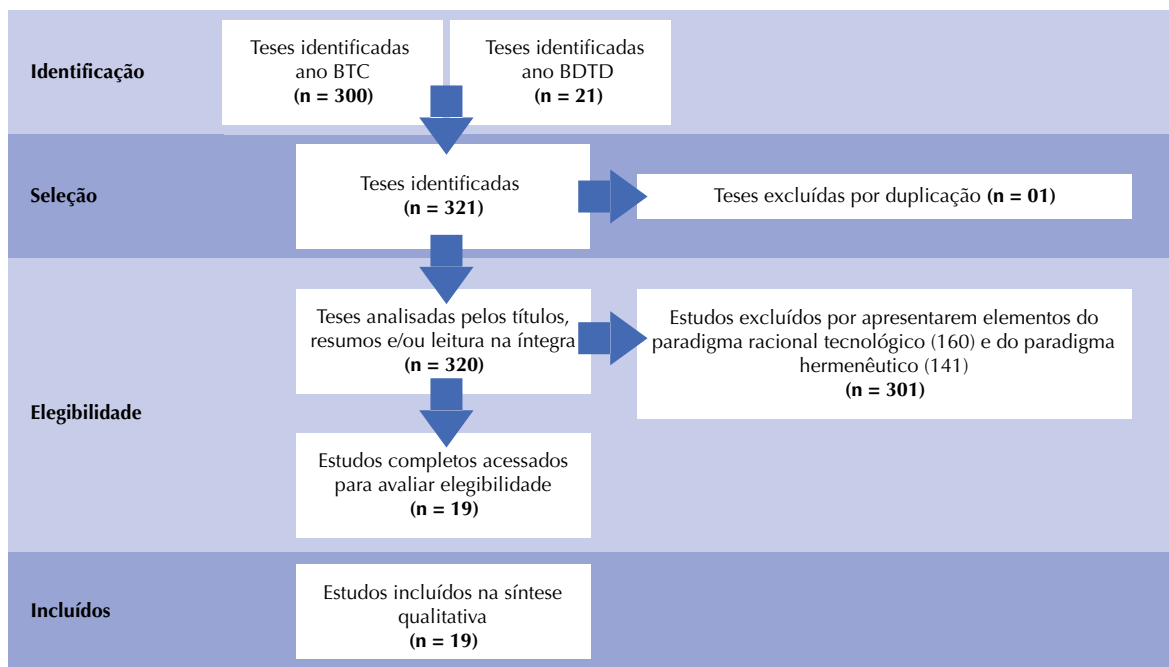 Identificação
Teses identificadas
ano BTC
(n = 300)
Teses identificadas
ano BDTD
(n = 21)
Seleção
Teses identificadas
(n = 321)
Teses excluídas por duplicação (n = 01)
Elegibilidade
Teses analisadas pelos títulos,
resumos e/ou leitura na íntegra
(n = 320)
Estudos excluídos por apresentarem elementos do
paradigma racional tecnológico (160) e do paradigma
hermenêutico (141)
(n = 301)
Estudos completos acessados
para avaliar elegibilidade
(n = 19)
Incluídos
Estudos incluídos na síntese
qualitativa
(n = 19)